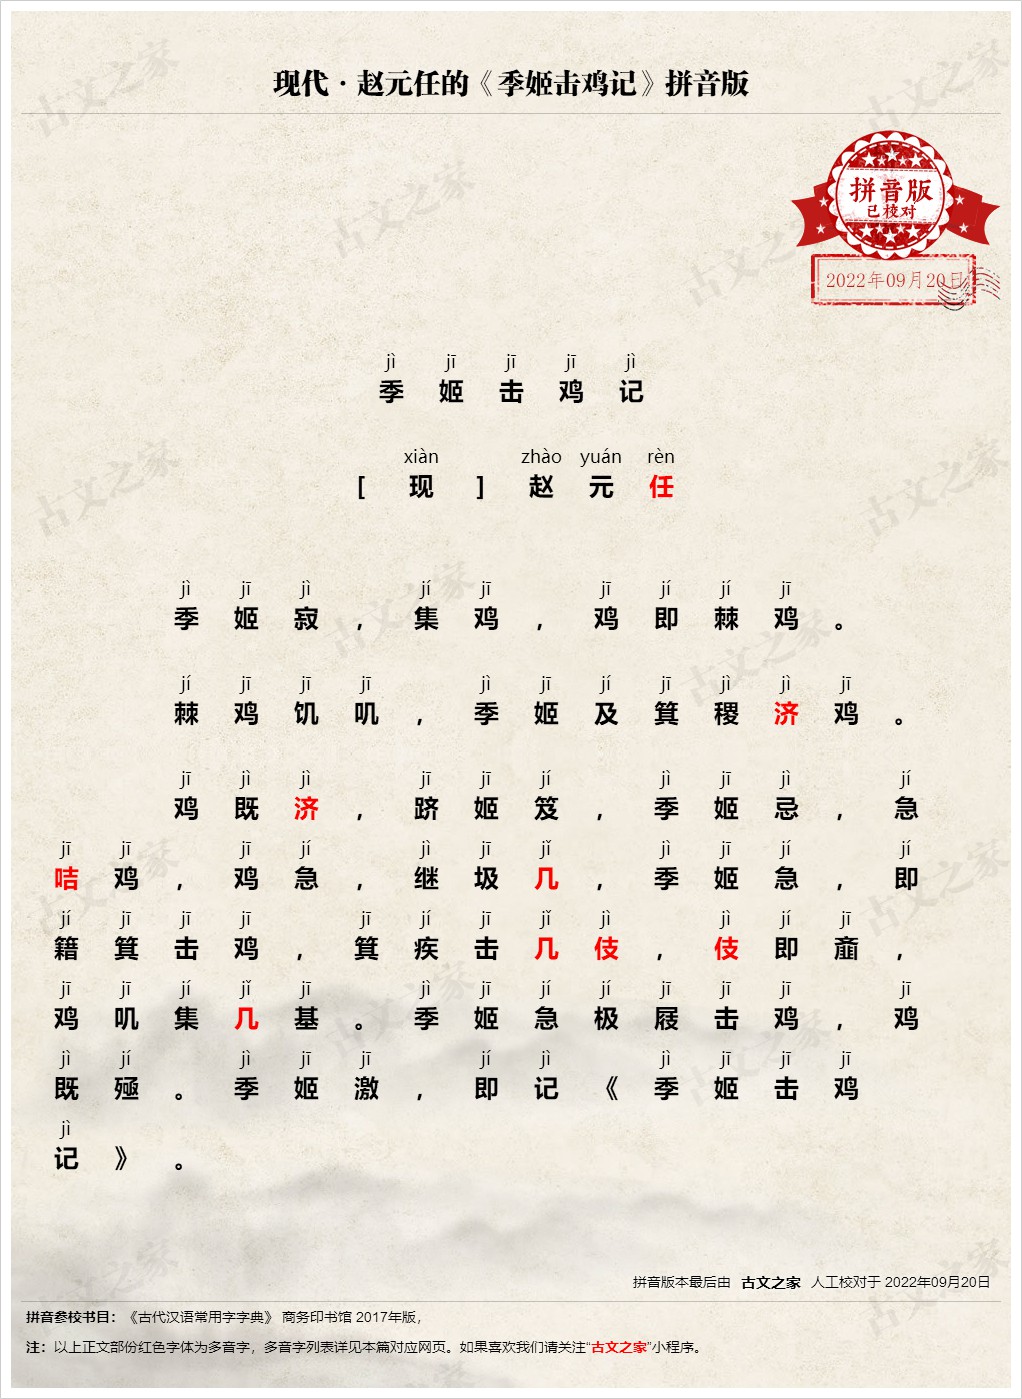 现代·赵元任的《季姬击鸡记》拼音版
拼音版
已校对
2022年09月20日
jì jī jī jī jì
季姬击鸡记
xiàn zhào yuán rèn
[现]赵元任
jì jī jì jí jī jī jí jí jī
季姬寂，集鸡，鸡即棘鸡。
jí jī jī jī jì jī jí jī jì jì jī
棘鸡饥叽，季姬及箕稷济鸡。
jī jì jì jī jī jí jì jī jì jí
鸡既济，跻姬笈，季姬忌，急
jī jī jī jí jì jī jǐ jì jī jí jí
咭鸡，鸡急，继圾几，季姬急，即
jí jī jī jī jī jí jī jǐ jì jì jí jī
籍箕击鸡，箕疾击几伎，伎即齑，
jī jī jí jǐ jī jì jī jí jí jī jī jī jī
鸡叽集几基。季姬急极屐击鸡，鸡
jì jí jì jī jī jí jì jì jī jī jī
既殛。季姬激，即记《季姬击鸡
jì
记》。
拼音版本最后由 古文之家 人工校对于 2022年09月20日
拼音参校书目：《古代汉语常用字字典》 商务印书馆 2017年版，
注：以上正文部份红色字体为多音字，多音字列表详见本篇对应网页。如果喜欢我们请关注“古文之家”小程序。